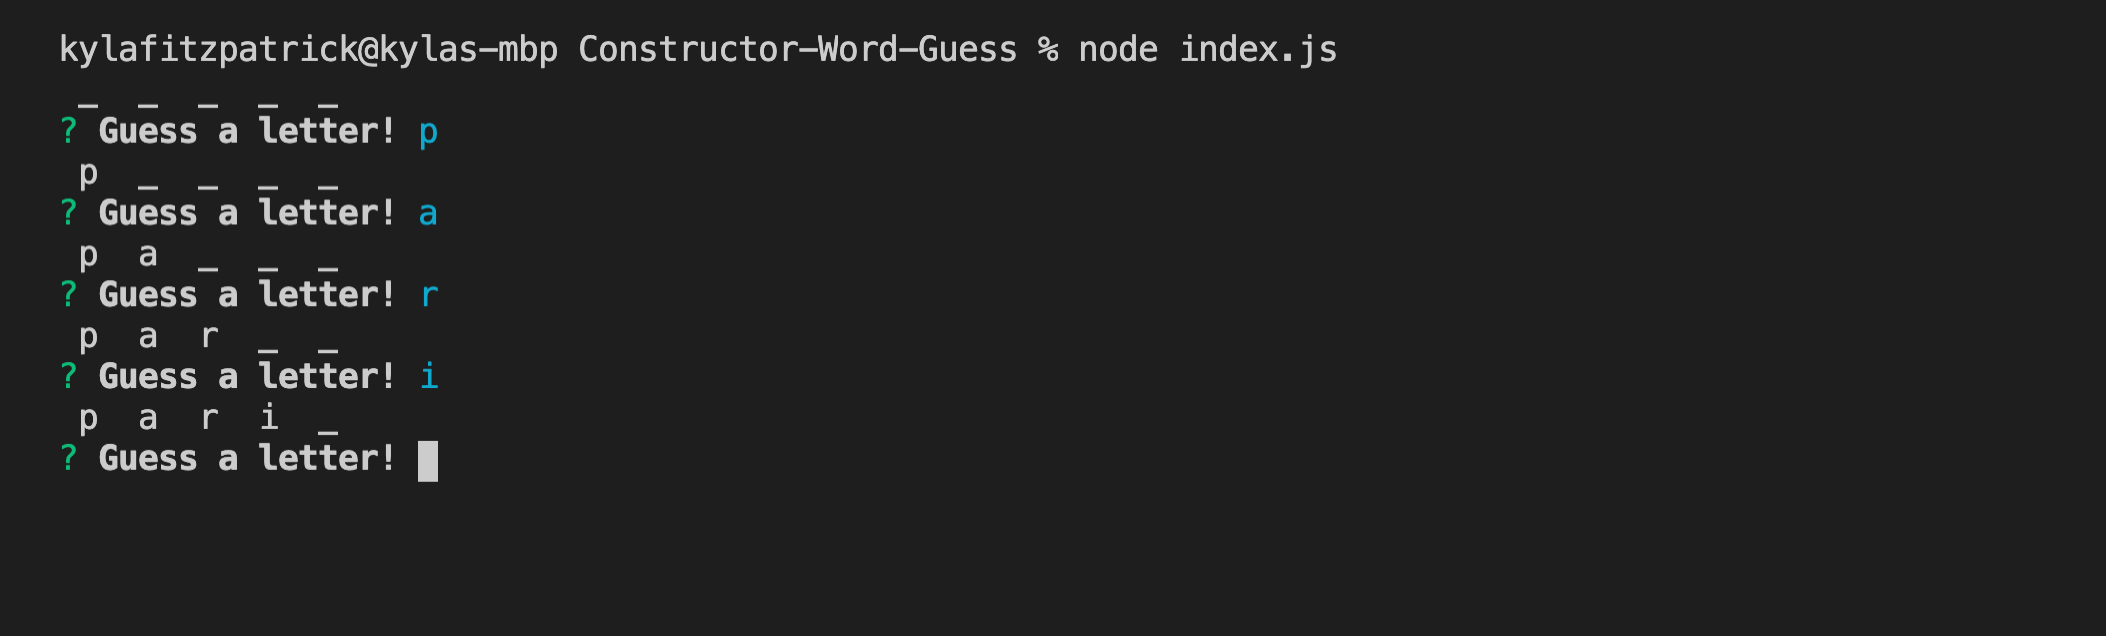 kylafitzpatrick@kylas-mbp Constructor-Word-Guess % node index.js
_ _ _ _ _
? Guess a letter! p
p _ _ _ _
? Guess a letter! a
p a _ _ _
? Guess a letter! r
p a r _ _
? Guess a letter! i
p a r i _
? Guess a letter!